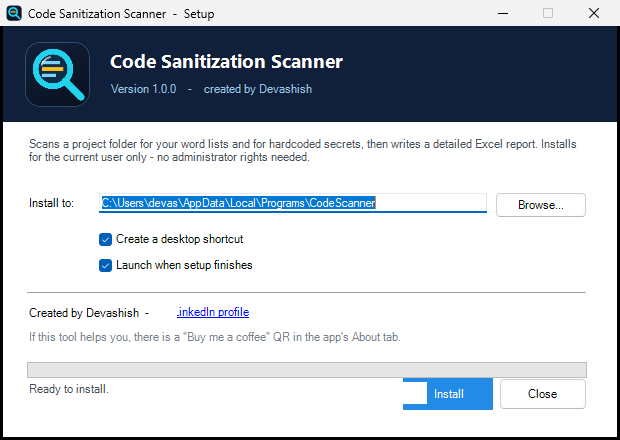 Code Sanitization Scanner - Setup
Code Sanitization Scanner
Version 1.0.0 - created by Devashish
Scans a project folder for your word lists and for hardcoded secrets, then writes a detailed Excel report. Installs
for the current user only - no administrator rights needed.
Install to: C:\Users\devas\AppData\Local\Programs\CodeScanner Browse...
Create a desktop shortcut
Launch when setup finishes
Created by Devashish - .inkedIn profile
If this tool helps you, there is a "Buy me a coffee" QR in the app's About tab.
Ready to install.
Install Close